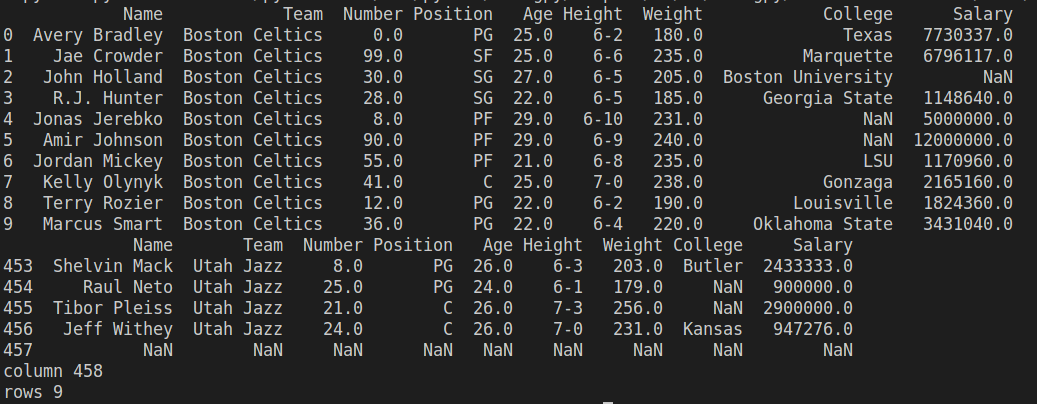 Name Team Number Position Age Height Weight College Salary
0 Avery Bradley Boston Celtics 0.0 PG 25.0 6-2 180.0 Texas 7730337.0
1 Jae Crowder Boston Celtics 99.0 SF 25.0 6-6 235.0 Marquette 6796117.0
2 John Holland Boston Celtics 30.0 SG 27.0 6-5 205.0 Boston University NaN
3 R.J. Hunter Boston Celtics 28.0 SG 22.0 6-5 185.0 Georgia State 1148640.0
4 Jonas Jerebko Boston Celtics 8.0 PF 29.0 6-10 231.0 NaN 5000000.0
5 Amir Johnson Boston Celtics 90.0 PF 29.0 6-9 240.0 NaN 12000000.0
6 Jordan Mickey Boston Celtics 55.0 PF 21.0 6-8 235.0 LSU 1170960.0
7 Kelly Olynyk Boston Celtics 41.0 C 25.0 7-0 238.0 Gonzaga 2165160.0
8 Terry Rozier Boston Celtics 12.0 PG 22.0 6-2 190.0 Louisville 1824360.0
9 Marcus Smart Boston Celtics 36.0 PG 22.0 6-4 220.0 Oklahoma State 3431040.0
Name Team Number Position Age Height Weight College Salary
453 Shelvin Mack Utah Jazz 8.0 PG 26.0 6-3 203.0 Butler 2433333.0
454 Raul Neto Utah Jazz 25.0 PG 24.0 6-1 179.0 NaN 900000.0
455 Tibor Pleiss Utah Jazz 21.0 C 26.0 7-3 256.0 NaN 2900000.0
456 Jeff Withey Utah Jazz 24.0 C 26.0 7-0 231.0 Kansas 947276.0
457 NaN NaN NaN NaN NaN NaN NaN NaN NaN
column 458
rows 9